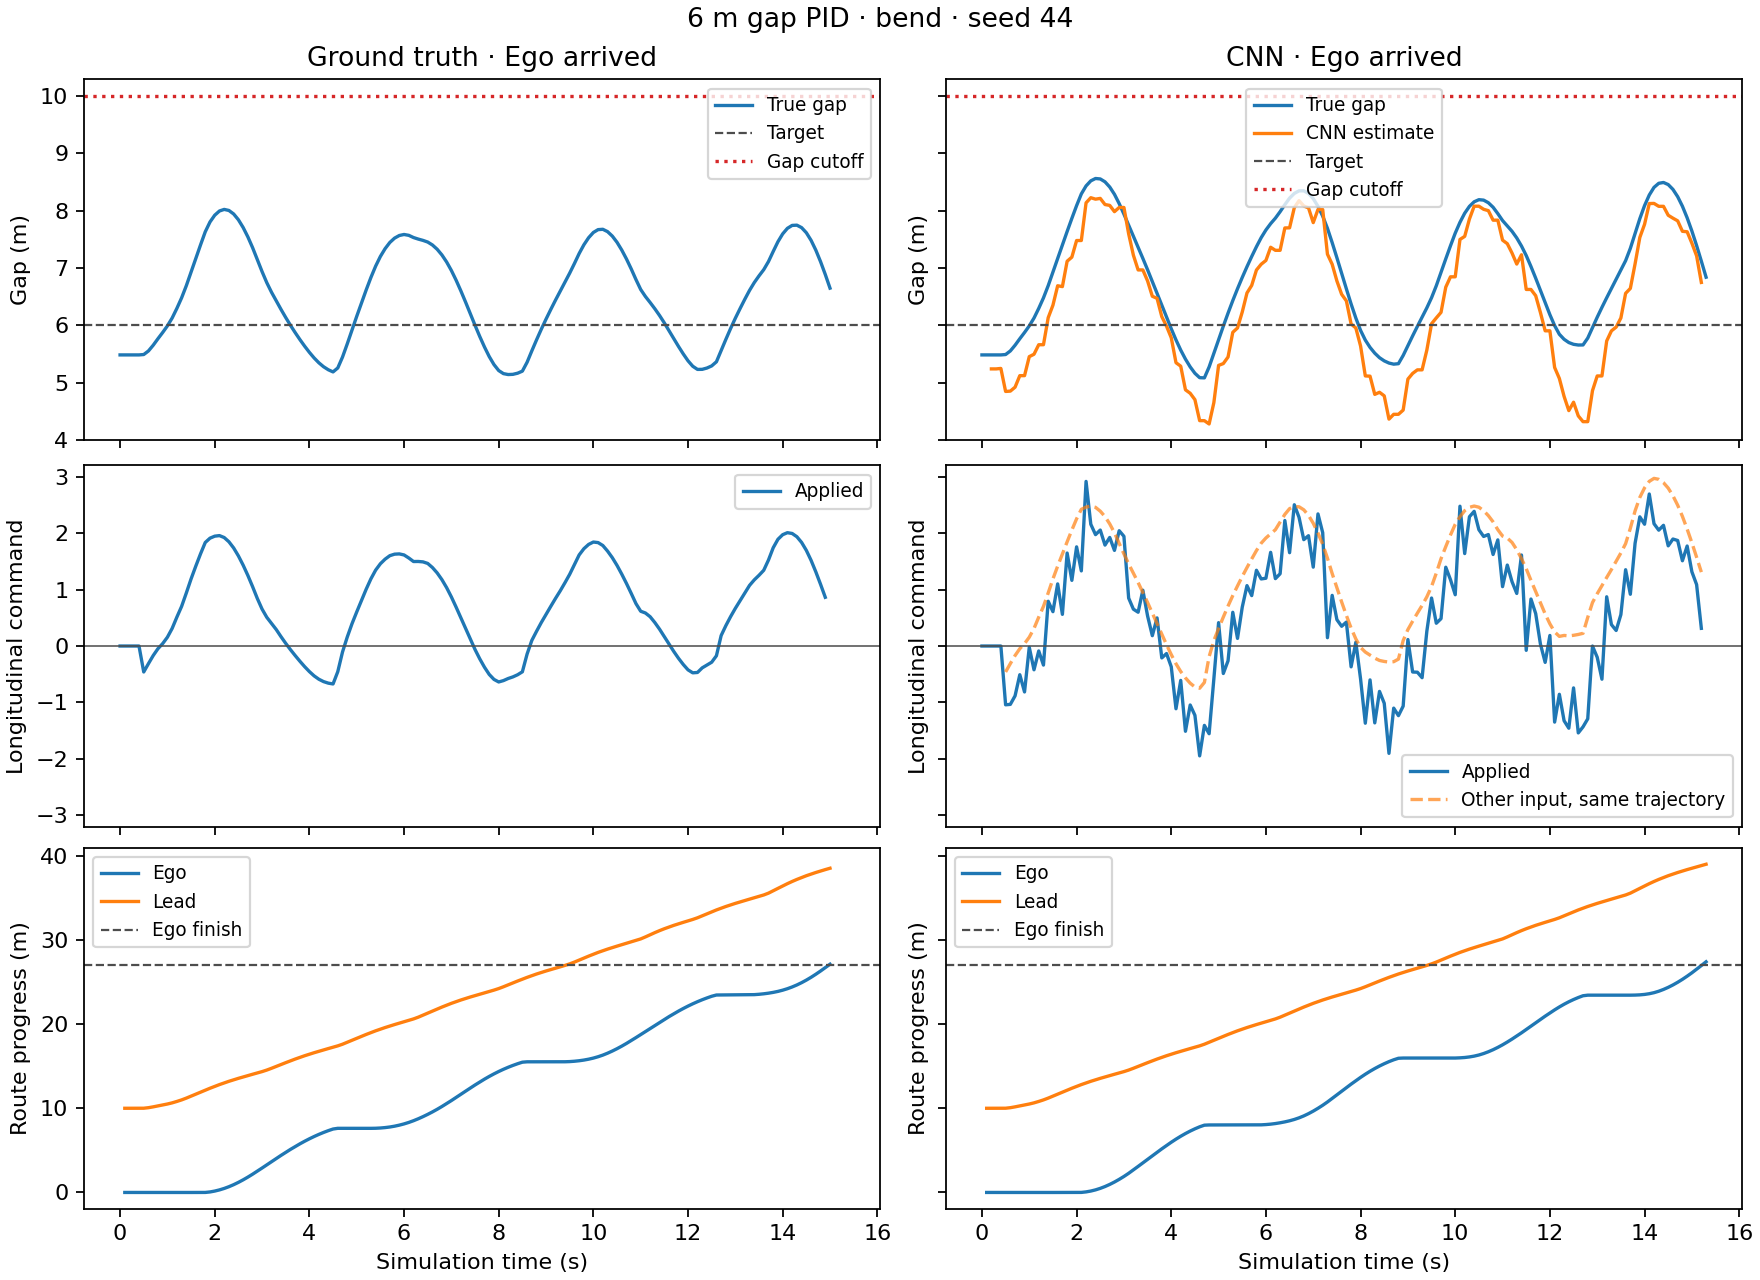 6 m gap PID · bend · seed 44
Ground truth · Ego arrived
CNN · Ego arrived
Gap (m)
10
9
8
7
6
5
4
True gap
Target
Gap cutoff
Gap (m)
True gap
CNN estimate
Target
Gap cutoff
Longitudinal command
3
2
1
0
−1
−2
−3
Applied
Longitudinal command
Applied
Other input, same trajectory
Route progress (m)
40
30
20
10
0
Ego
Lead
Ego finish
0 2 4 6 8 10 12 14 16
Simulation time (s)
Route progress (m)
Ego
Lead
Ego finish
0 2 4 6 8 10 12 14 16
Simulation time (s)